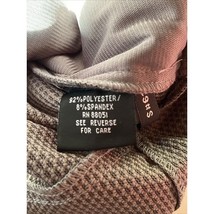 92% POLYESTER/
8% SPANDEX
RN 88051
SEE REVERSE
FOR CARE